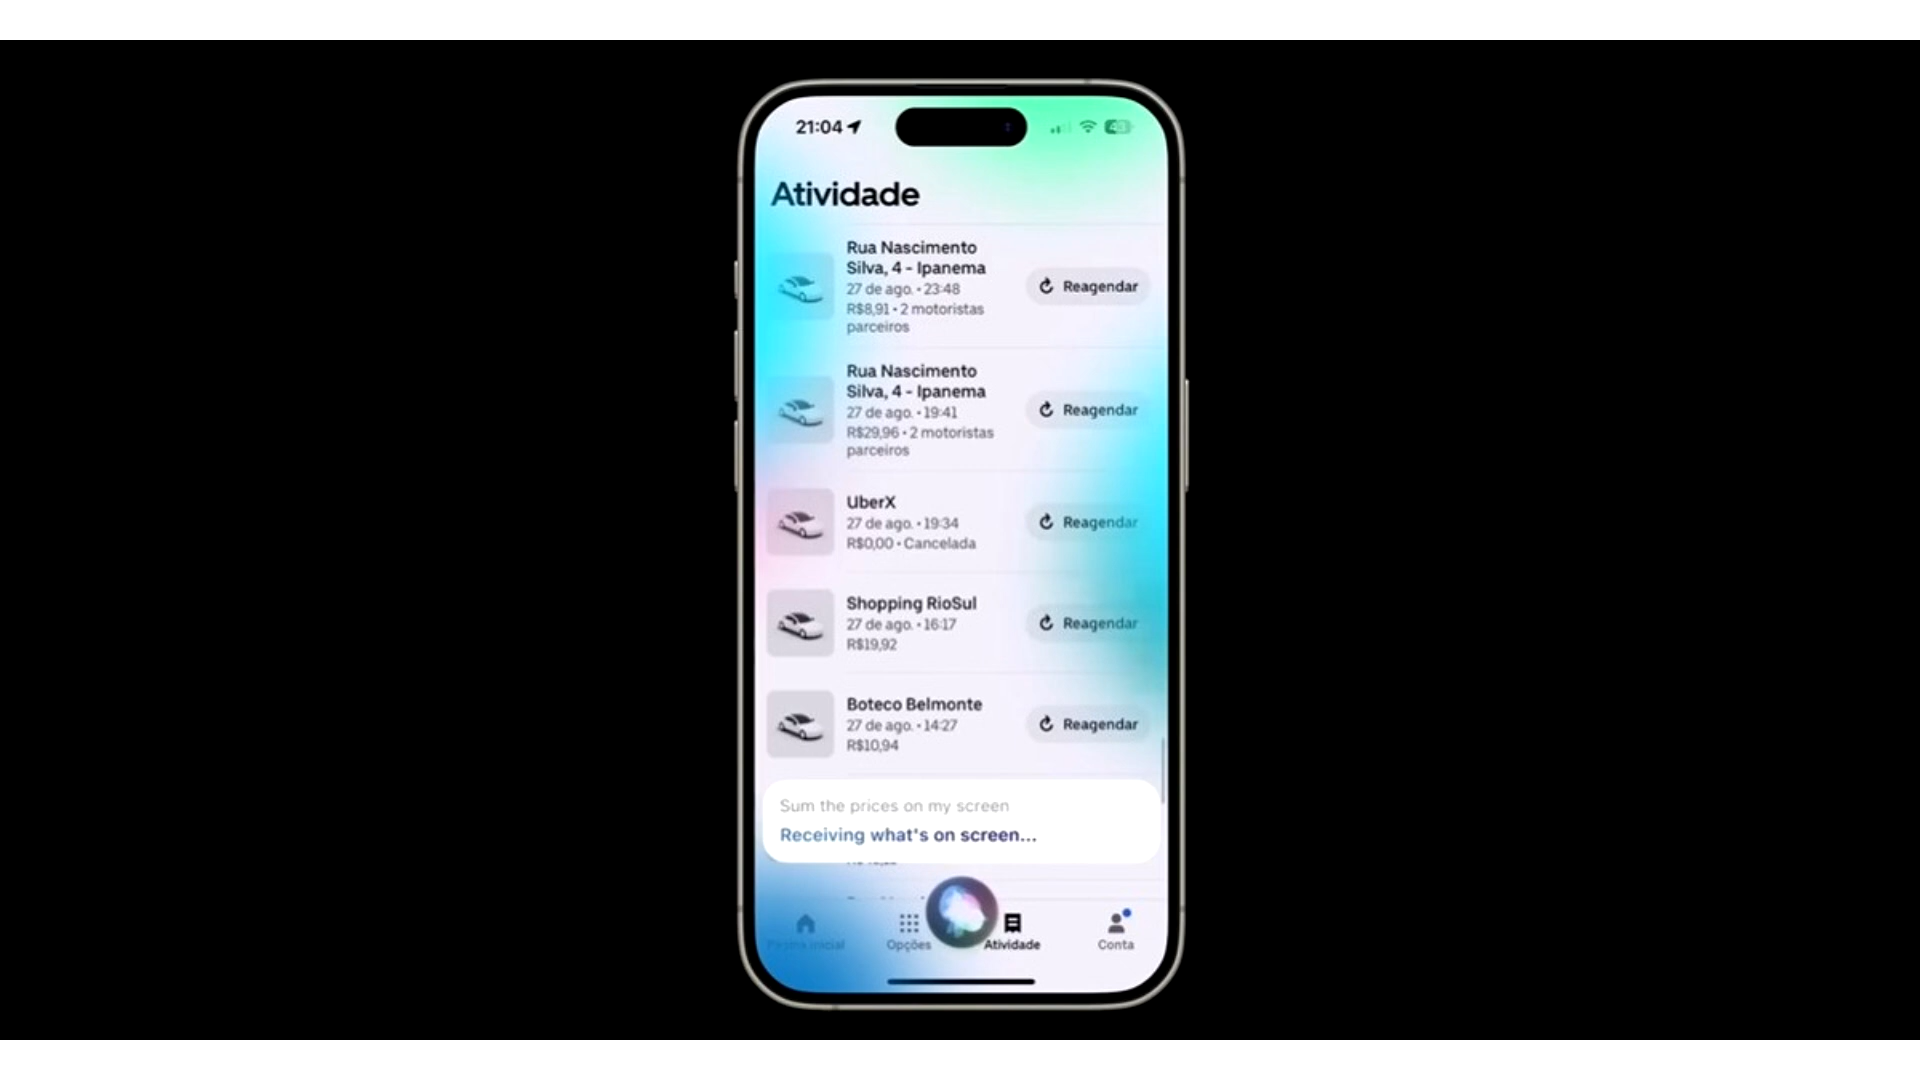 21:04
Atividade
Rua Nascimento
Silva, 4 - Ipanema
27 de ago. • 23:48
R$8,91 • 2 motoristas
parceiros
Reagendar
Rua Nascimento
Silva, 4 - Ipanema
27 de ago. • 19:41
R$29,96 • 2 motoristas
parceiros
Reagendar
UberX
27 de ago. • 19:34
R$0,00 • Cancelada
Reagendar
Shopping RioSul
27 de ago. • 16:17
R$19,92
Reagendar
Boteco Belmonte
27 de ago. • 14:27
R$10,94
Reagendar
Sum the prices on my screen
Receiving what's on screen...
Página inicial
Opções
Atividade
Conta